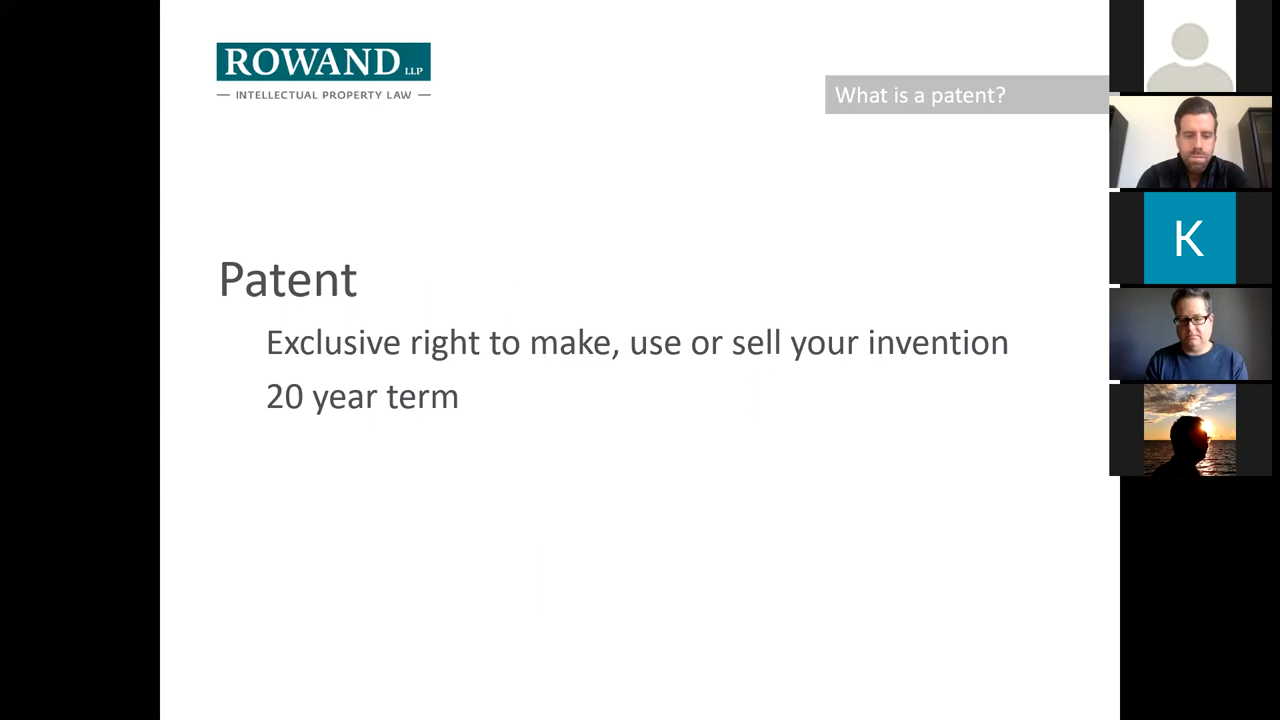 ROWAND LLP
INTELLECTUAL PROPERTY LAW
What is a patent?
K
Patent
Exclusive right to make, use or sell your invention
20 year term